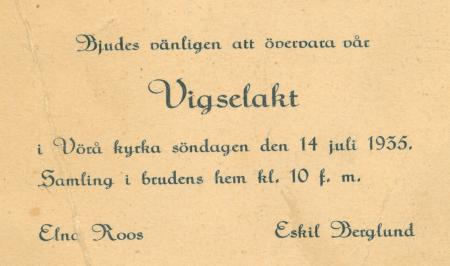 Bjudes vänligen att övervara vår
Vigselakt
i Vörå kyrka söndagen den 14 juli 1935.
Samling i brudens hem kl. 10 f. m.
Elna Roos Eskil Berglund